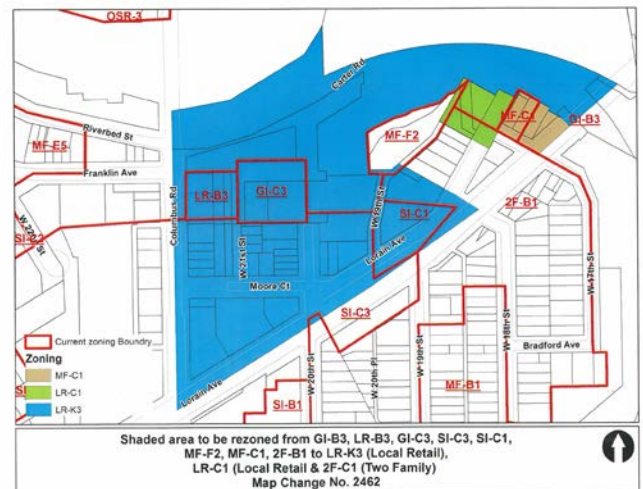 OSR-3
Carter Rd
Riverbed St
MF-E5
Franklin Ave
MF-F2
MF-C1
GI-B3
Columbus Rd
LR-B3
GI-C3
W 19th St
SI-C1
2F-B1
W 17th St
W 21st St
Lorain Ave
Moore Ct
SI-C3
Current zoning Boundry
Zoning
MF-C1
LR-C1
LR-K3
Lorain Ave
W 20th St
W 20th Pl
W 19th St
W 18th St
Bradford Ave
MF-B1
SI-B1
Shaded area to be rezoned from GI-B3, LR-B3, GI-C3, SI-C3, SI-C1,
MF-F2, MF-C1, 2F-B1 to LR-K3 (Local Retail),
LR-C1 (Local Retail & 2F-C1 (Two Family)
Map Change No. 2462